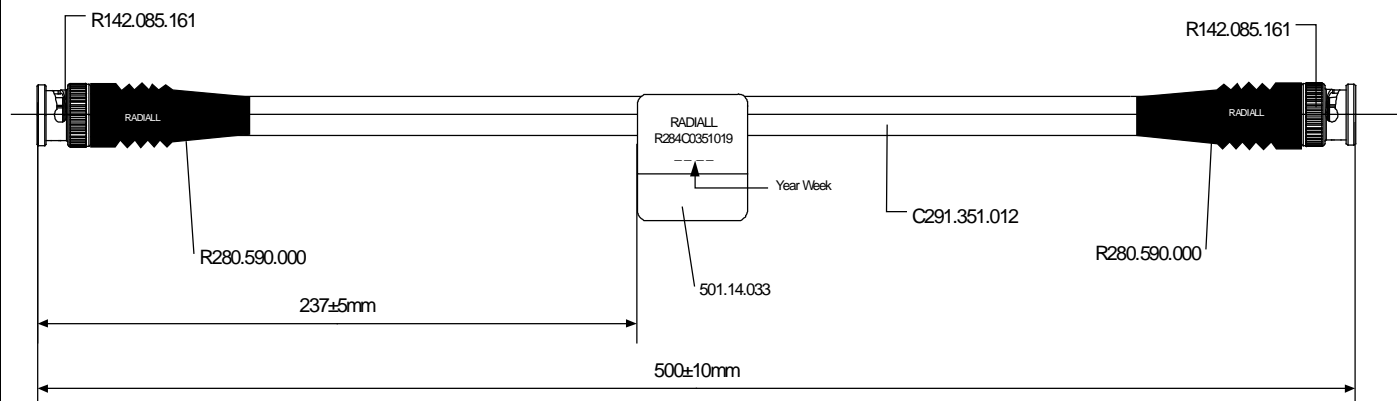 R142.085.161
R142.085.161
RADIALL
RADIALL
RADIALL
R284C0351019
_ _ _ _
Year Week
C291.351.012
R280.590.000
R280.590.000
501.14.033
237±5mm
500±10mm